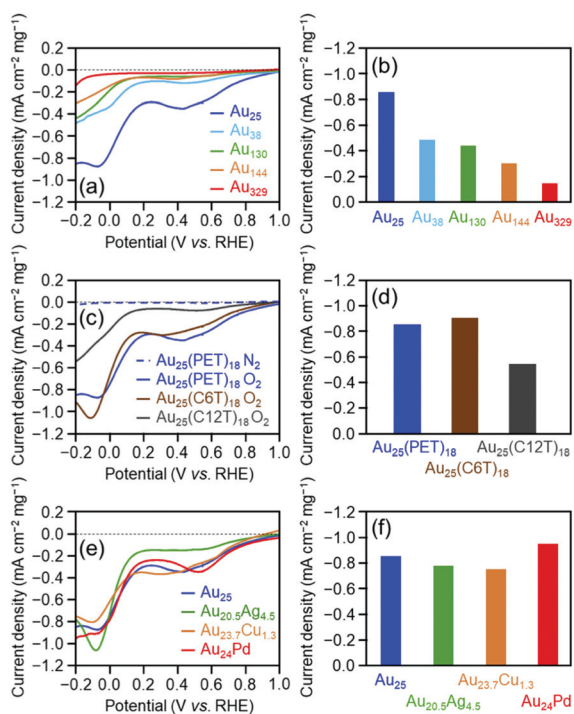 Current density (mA cm⁻² mg⁻¹)
0.2
0.0
−0.2
−0.4
−0.6
−0.8
−1.0
−1.2
Au₂₅
Au₃₈
Au₁₃₀
Au₁₄₄
Au₃₂₉
(a)
−0.2 0.2 0.4 0.6 0.8 1.0
Potential (V vs. RHE)
Current density (mA cm⁻² mg⁻¹)
−1.2
−1.0
−0.8
−0.6
−0.4
−0.2
0.0
(b)
Au₂₅ Au₃₈ Au₁₃₀ Au₁₄₄ Au₃₂₉
Current density (mA cm⁻² mg⁻¹)
0.2
0.0
−0.2
−0.4
−0.6
−0.8
−1.0
−1.2
(c)
Au₂₅(PET)₁₈ N₂
Au₂₅(PET)₁₈ O₂
Au₂₅(C6T)₁₈ O₂
Au₂₅(C12T)₁₈ O₂
−0.2 0.0 0.2 0.4 0.6 0.8 1.0
Potential (V vs. RHE)
Current density (mA cm⁻² mg⁻¹)
−1.2
−1.0
−0.8
−0.6
−0.4
−0.2
0.0
(d)
Au₂₅(PET)₁₈ Au₂₅(C12T)₁₈
Au₂₅(C6T)₁₈
Current density (mA cm⁻² mg⁻¹)
0.2
0.0
−0.2
−0.4
−0.6
−0.8
−1.0
−1.2
(e)
Au₂₅
Au₂₀.₅Ag₄.₅
Au₂₃.₇Cu₁.₃
Au₂₄Pd
−0.2 0.0 0.2 0.4 0.6 0.8 1.0
Potential (V vs. RHE)
Current density (mA cm⁻² mg⁻¹)
−1.2
−1.0
−0.8
−0.6
−0.4
−0.2
0.0
(f)
Au₂₅ Au₂₃.₇Cu₁.₃
Au₂₀.₅Ag₄.₅ Au₂₄Pd